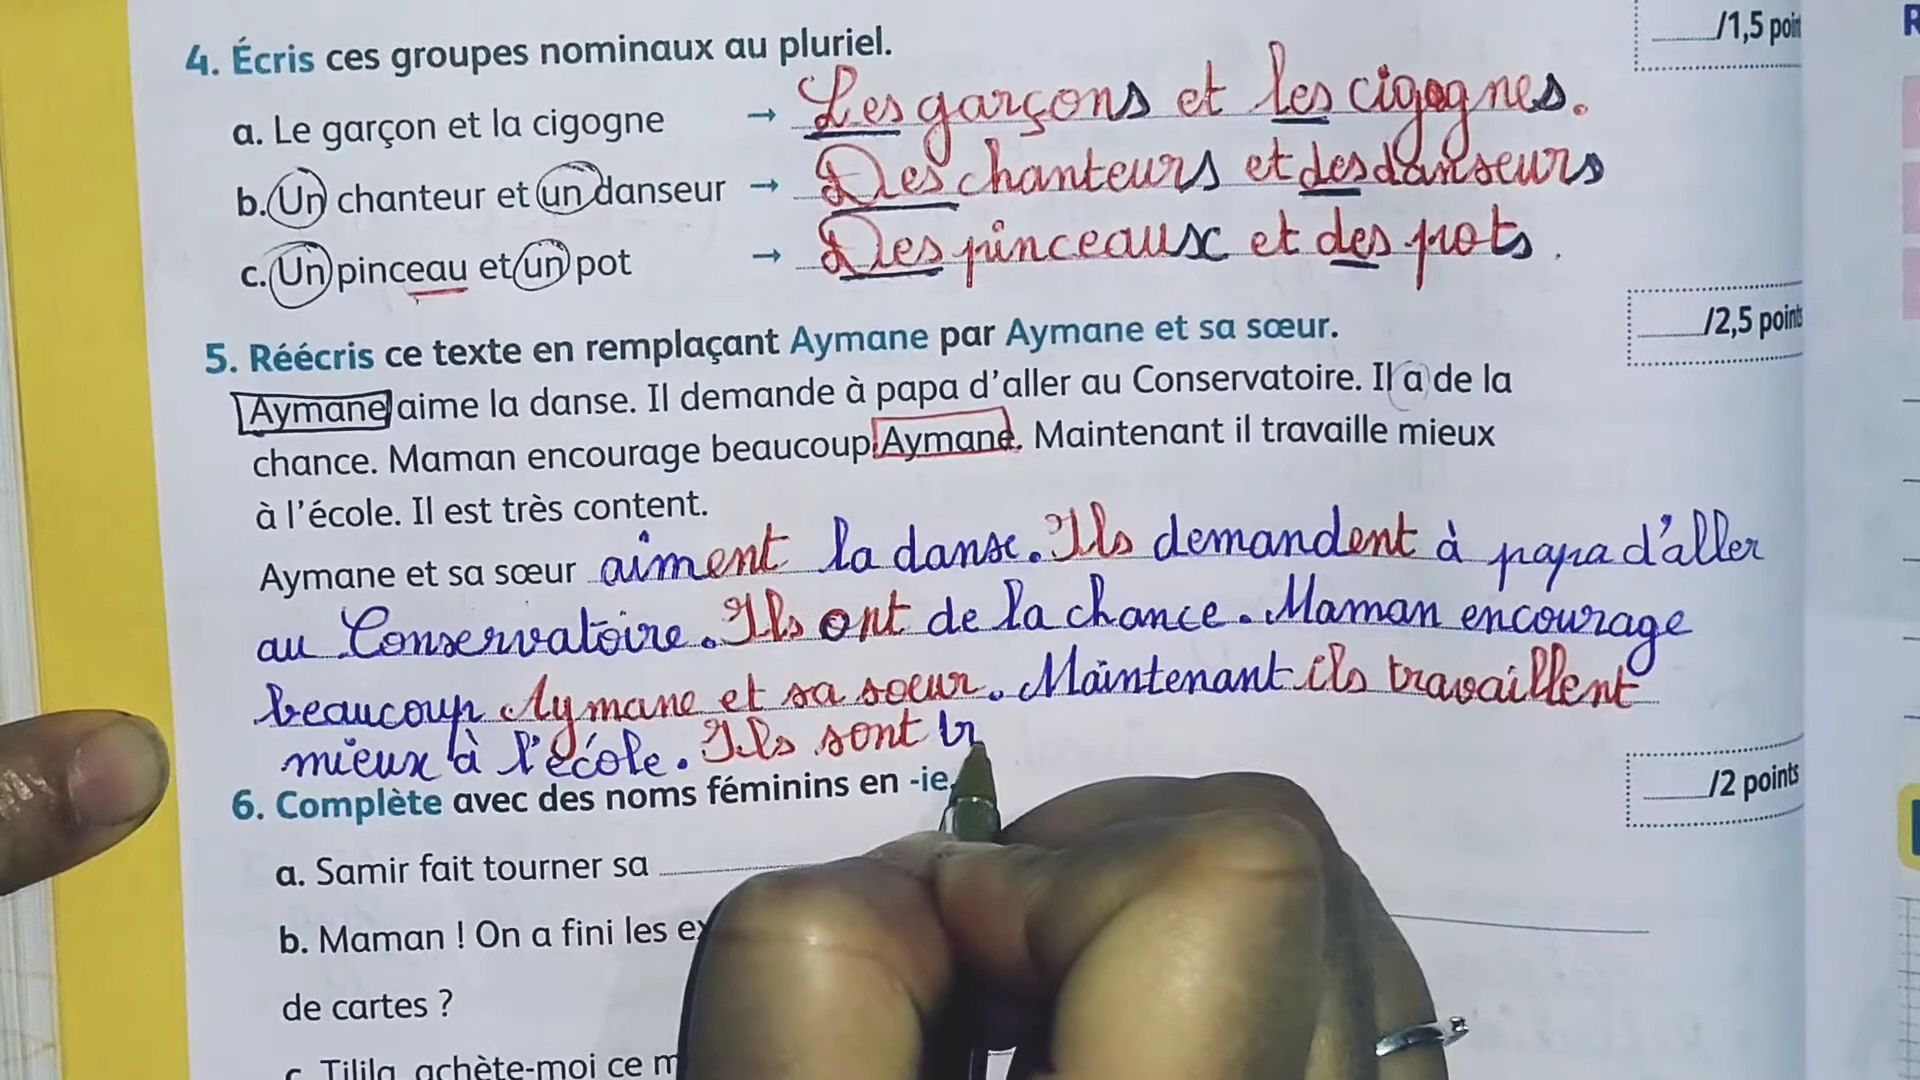 4. Écris ces groupes nominaux au pluriel.
/1,5 poin
a. Le garçon et la cigogne → Les garçons et les cigognes.
b. Un chanteur et un danseur → Des chanteurs et des danseurs
c. Un pinceau et un pot → Des pinceaux et des pots.
5. Réécris ce texte en remplaçant Aymane par Aymane et sa sœur.
/2,5 points
Aymane aime la danse. Il demande à papa d'aller au Conservatoire. Il a de la
chance. Maman encourage beaucoup Aymane. Maintenant il travaille mieux
à l'école. Il est très content.
Aymane et sa sœur aiment la danse. Ils demandent à papa d'aller
au Conservatoire. Ils ont de la chance. Maman encourage
beaucoup Aymane et sa soeur. Maintenant ils travaillent
mieux à l'école. Ils sont tr
6. Complète avec des noms féminins en -ie.
/2 points
a. Samir fait tourner sa
b. Maman ! On a fini les ex
de cartes ?
c. Tilila, achète-moi ce m